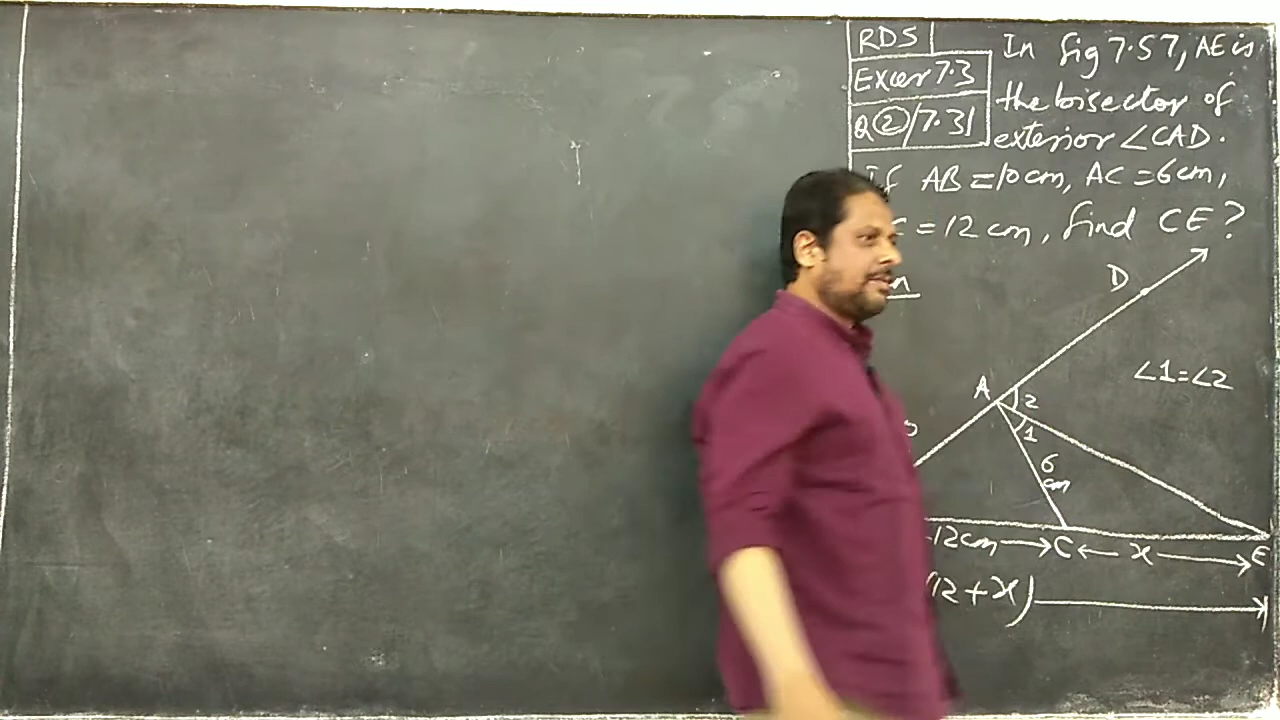 RDS
Exer 7.3
Q ② / 7.31
In fig 7.57, AE is
the bisector of
exterior ∠CAD.
If AB = 10 cm, AC = 6 cm,
= 12 cm, find CE?
D
∠1 = ∠2
A
2
1
6
cm
12cm → C ← x → E
(12 + x)